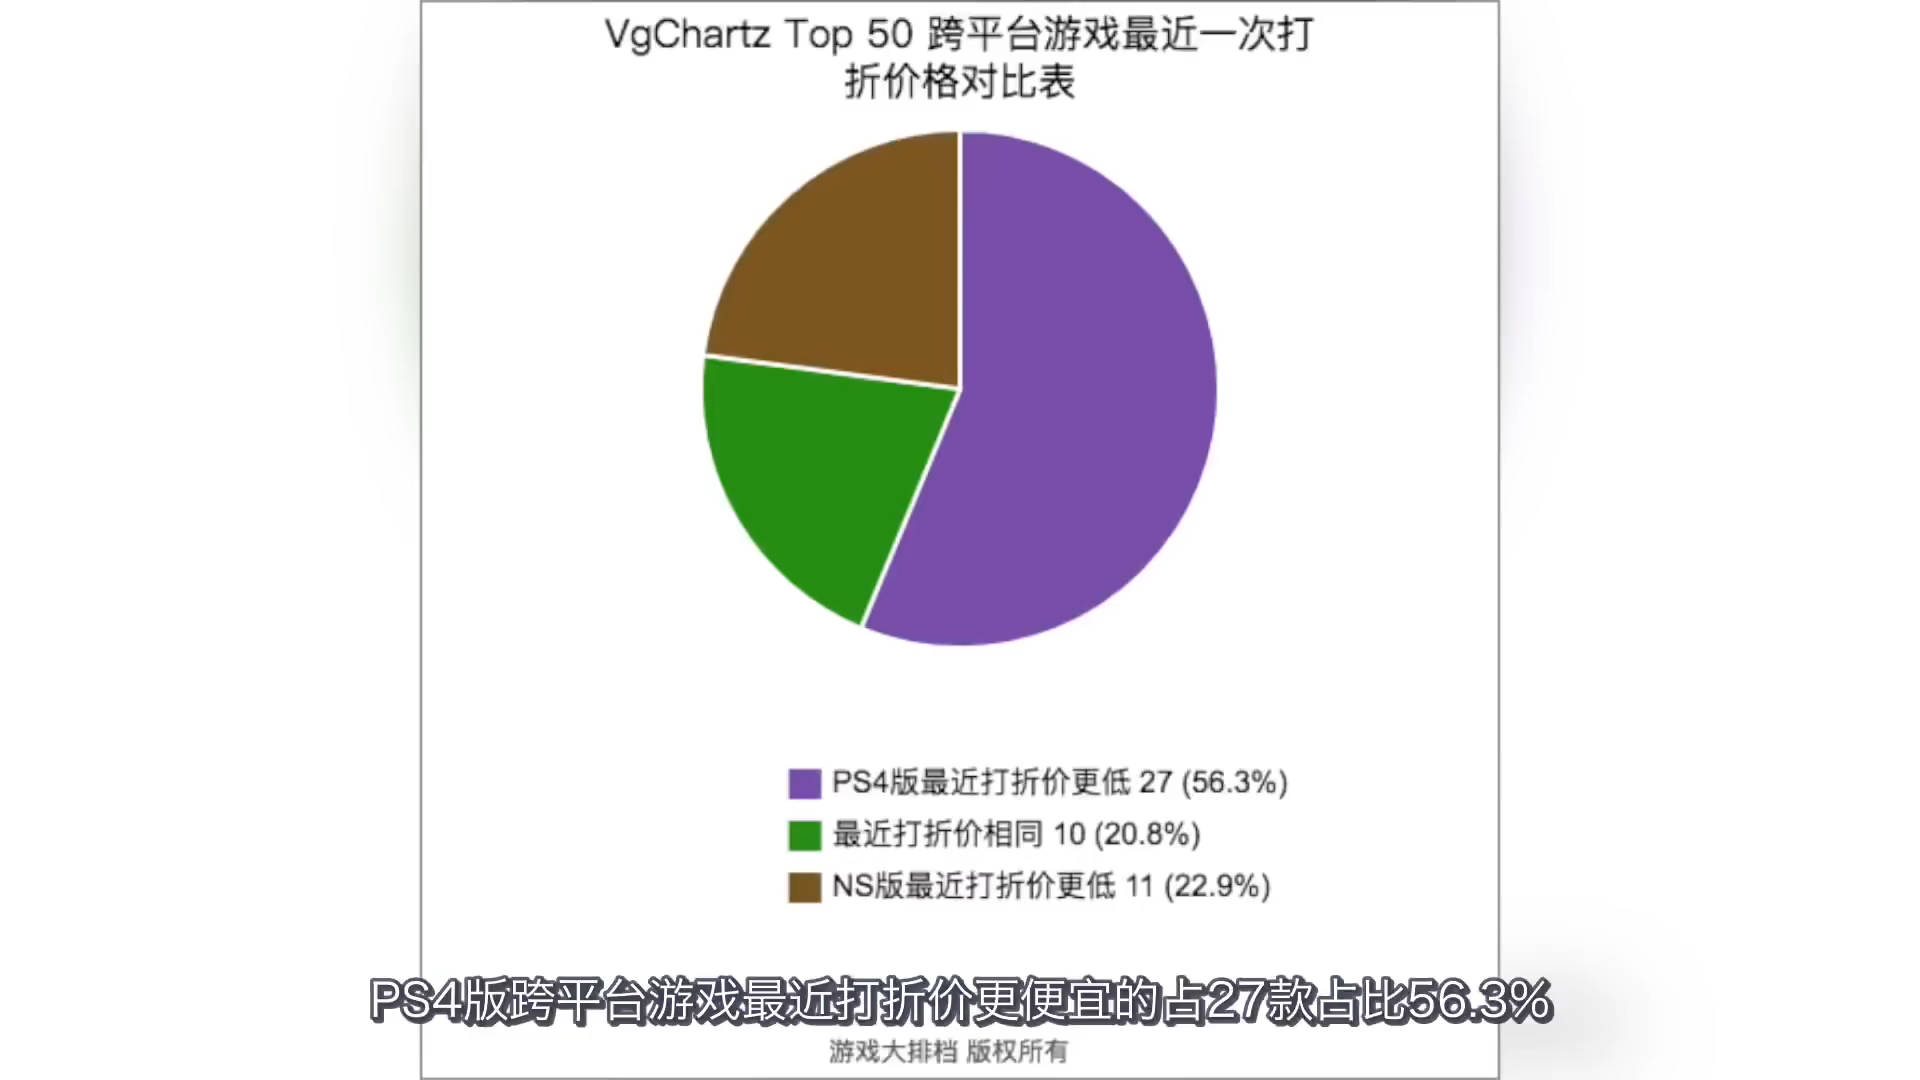 VgChartz Top 50 跨平台游戏最近一次打
折价格对比表
PS4版最近打折价更低 27 (56.3%)
最近打折价相同 10 (20.8%)
NS版最近打折价更低 11 (22.9%)
PS4版跨平台游戏最近打折价更便宜的占27款占比56.3%
游戏大排档 版权所有